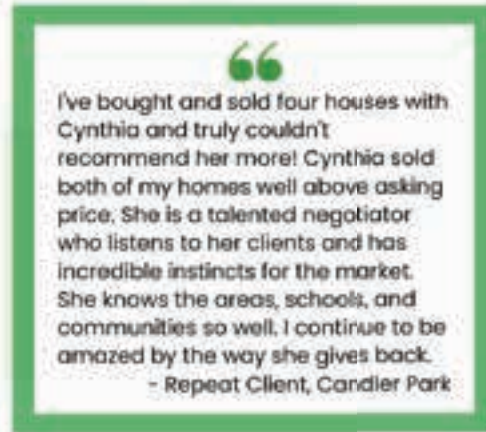 “
I've bought and sold four houses with
Cynthia and truly couldn't
recommend her more! Cynthia sold
both of my homes well above asking
price. She is a talented negotiator
who listens to her clients and has
incredible instincts for the market.
She knows the areas, schools, and
communities so well. I continue to be
amazed by the way she gives back.
- Repeat Client, Candler Park